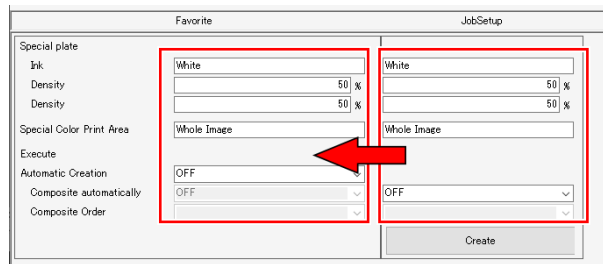 Favorite JobSetup
Special plate
Ink White White
Density 50 % 50 %
Density 50 % 50 %
Special Color Print Area Whole Image Whole Image
Execute
Automatic Creation OFF
Composite automatically OFF OFF
Composite Order
Create